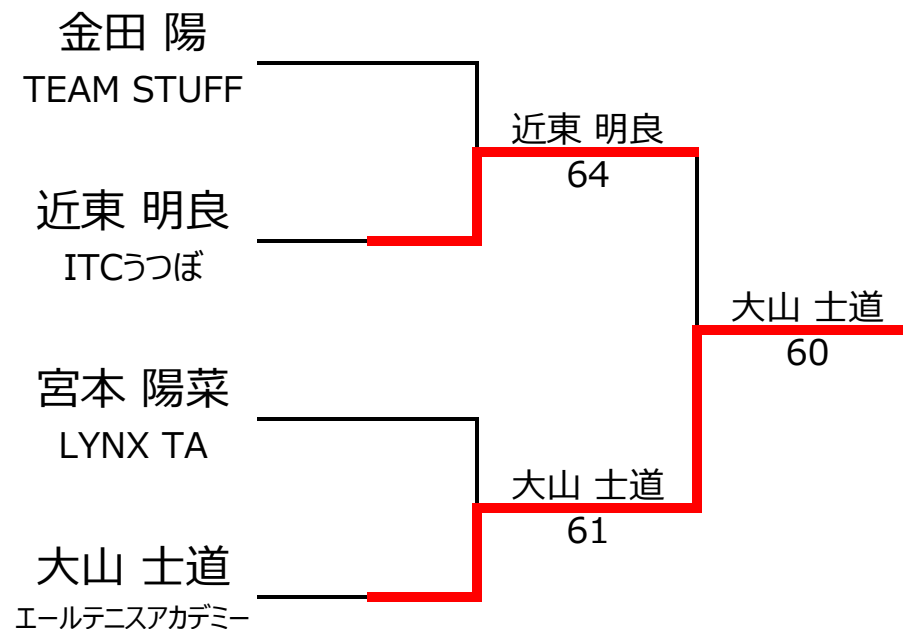 金田 陽
TEAM STUFF
近東 明良
ITCうつぼ
宮本 陽菜
LYNX TA
大山 士道
エールテニスアカデミー
近東 明良
64
大山 士道
61
大山 士道
60